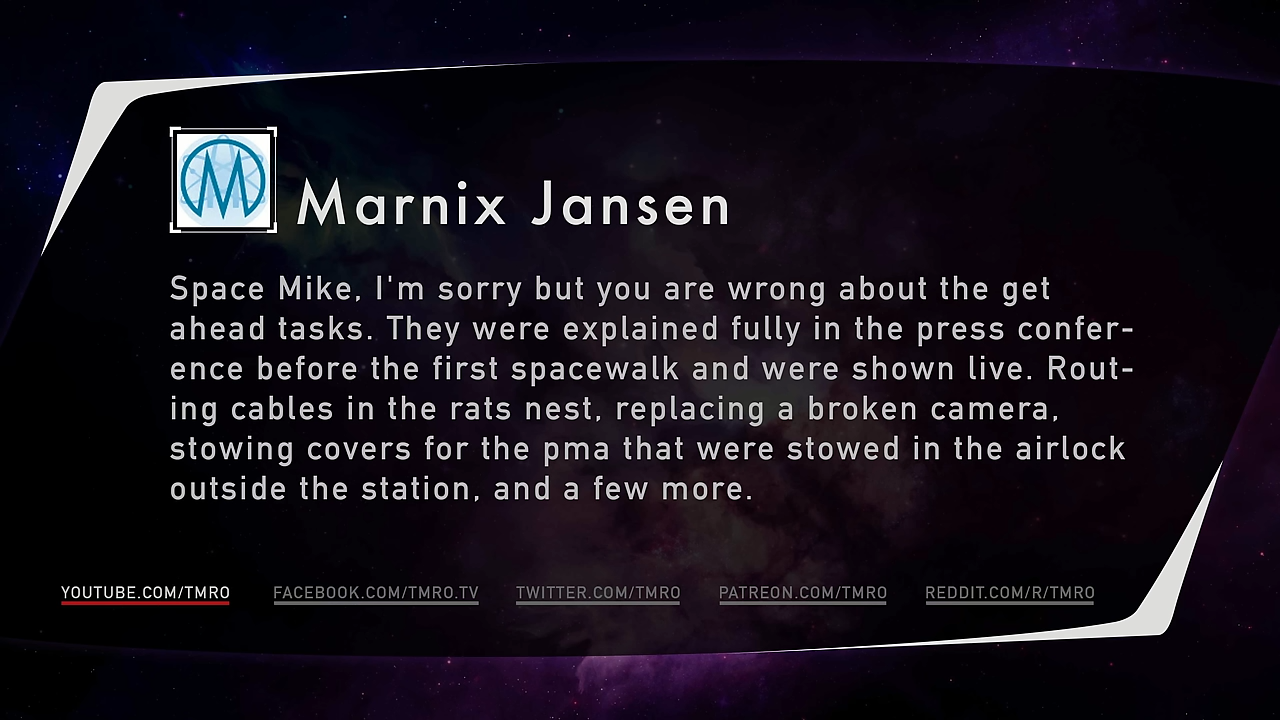 Marnix Jansen
Space Mike, I'm sorry but you are wrong about the get
ahead tasks. They were explained fully in the press confer-
ence before the first spacewalk and were shown live. Rout-
ing cables in the rats nest, replacing a broken camera,
stowing covers for the pma that were stowed in the airlock
outside the station, and a few more.
YOUTUBE.COM/TMRO FACEBOOK.COM/TMRO.TV TWITTER.COM/TMRO PATREON.COM/TMRO REDDIT.COM/R/TMRO